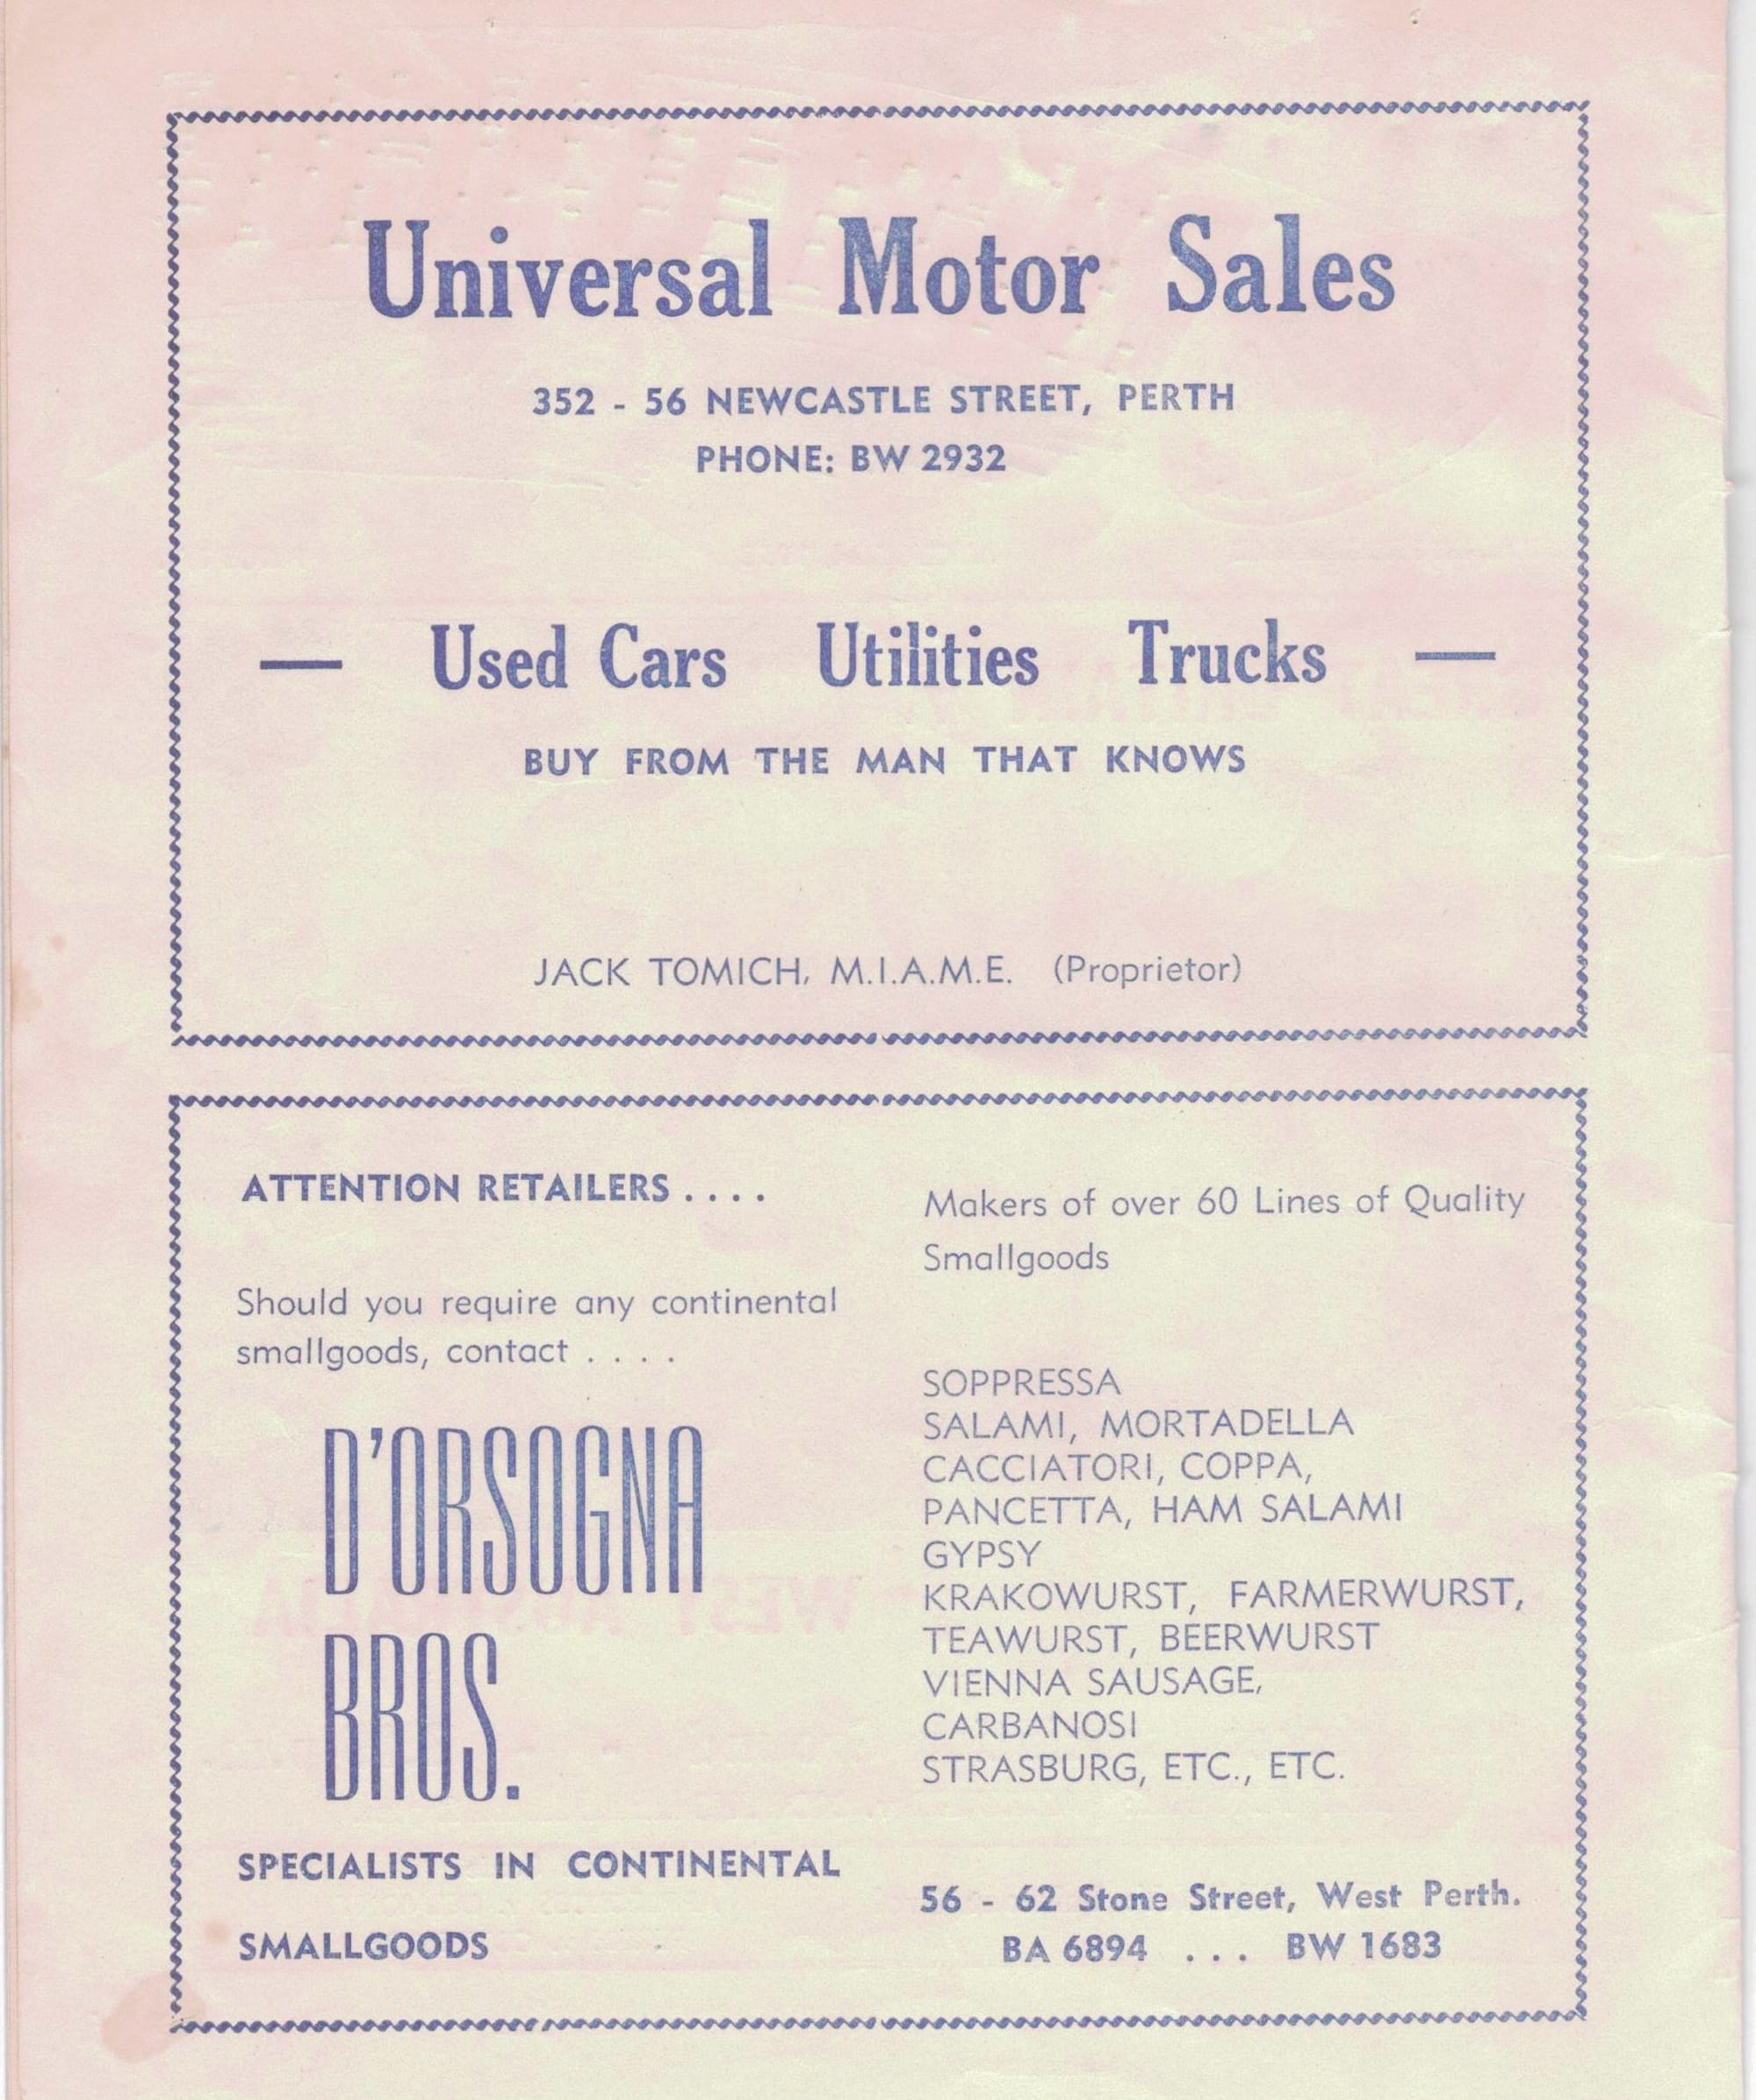 Universal Motor Sales
352 - 56 NEWCASTLE STREET, PERTH
PHONE: BW 2932
— Used Cars Utilities Trucks —
BUY FROM THE MAN THAT KNOWS
JACK TOMICH, M.I.A.M.E. (Proprietor)
ATTENTION RETAILERS . . . .
Should you require any continental
smallgoods, contact . . . .
D'ORSOGNA
BROS.
SPECIALISTS IN CONTINENTAL
SMALLGOODS
Makers of over 60 Lines of Quality
Smallgoods
SOPPRESSA
SALAMI, MORTADELLA
CACCIATORI, COPPA,
PANCETTA, HAM SALAMI
GYPSY
KRAKOWURST, FARMERWURST,
TEAWURST, BEERWURST
VIENNA SAUSAGE,
CARBANOSI
STRASBURG, ETC., ETC.
56 - 62 Stone Street, West Perth.
BA 6894 . . . BW 1683